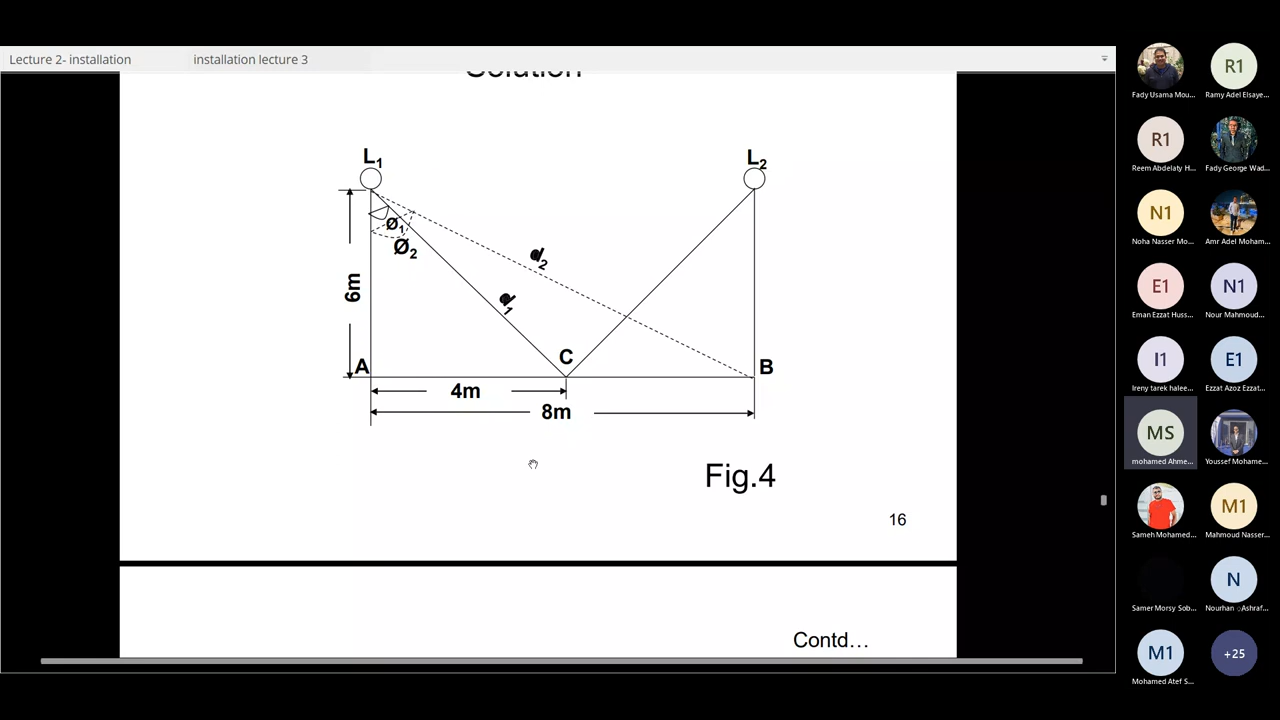 Lecture 2- installation
installation lecture 3
Solution
L1
L2
Ø1
Ø2
d2
d1
6m
A
C
B
4m
8m
Fig.4
16
Contd...
Fady Usama Mou...
R1
Ramy Adel Elsaye...
R1
Reem Abdelaty H...
Fady George Wad...
N1
Noha Nasser Mo...
Amr Adel Moham...
E1
Eman Ezzat Huss...
N1
Nour Mahmoud...
I1
Ireny tarek halee...
E1
Ezzat Azoz Ezzat...
MS
mohamed Ahme...
Youssef Mohame...
Sameh Mohamed...
M1
Mahmoud Nasser...
Samer Morsy Sob...
N
Nourhan ِAshraf...
M1
Mohamed Atef S...
+25